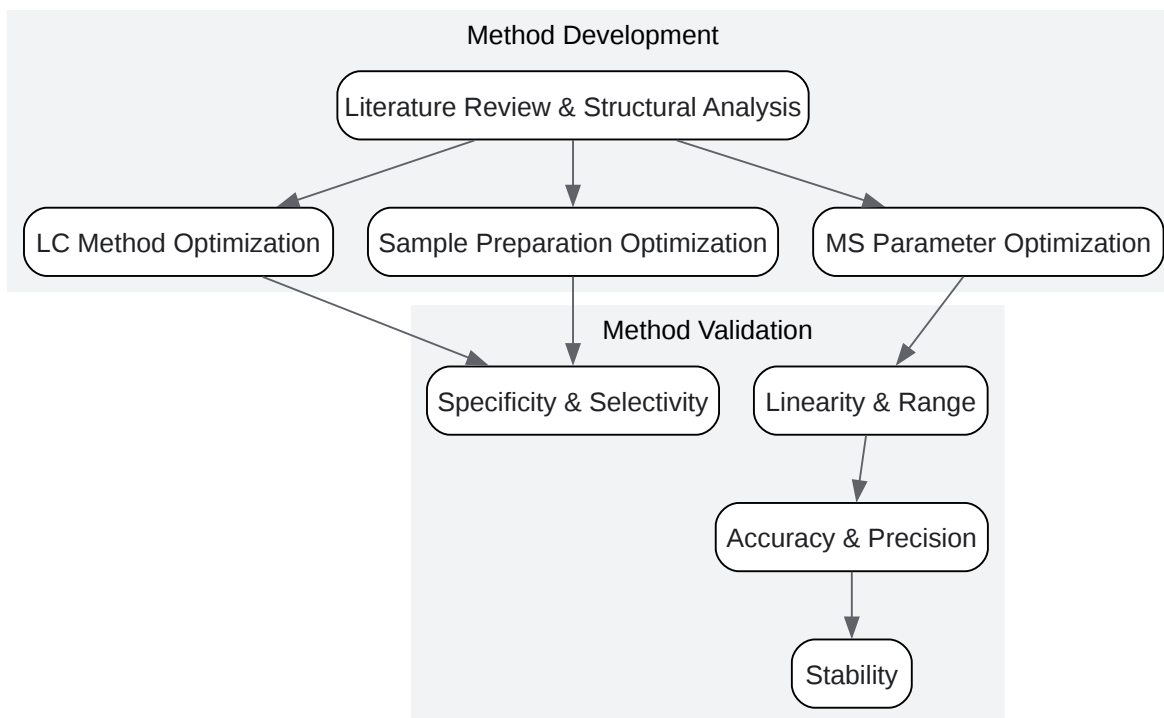 Method Development
Literature Review & Structural Analysis
LC Method Optimization
Sample Preparation Optimization
MS Parameter Optimization
Method Validation
Specificity & Selectivity
Linearity & Range
Accuracy & Precision
Stability